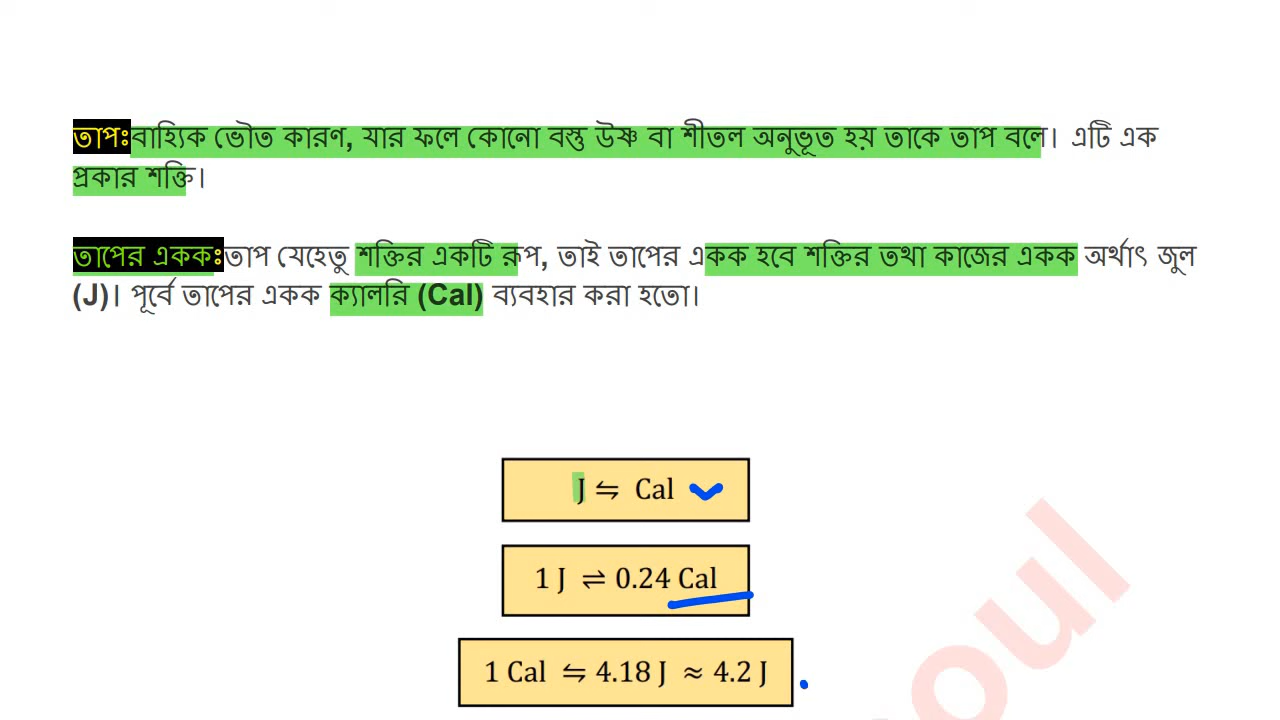 তাপঃবাহ্যিক ভৌত কারণ, যার ফলে কোনো বস্তু উষ্ণ বা শীতল অনুভূত হয় তাকে তাপ বলে। এটি এক
প্রকার শক্তি।
তাপের এককঃতাপ যেহেতু শক্তির একটি রূপ, তাই তাপের একক হবে শক্তির তথা কাজের একক অর্থাৎ জুল
(J)। পূর্বে তাপের একক ক্যালরি (Cal) ব্যবহার করা হতো।
J ⇋ Cal
1 J ⇌ 0.24 Cal
1 Cal ⇋ 4.18 J ≈ 4.2 J